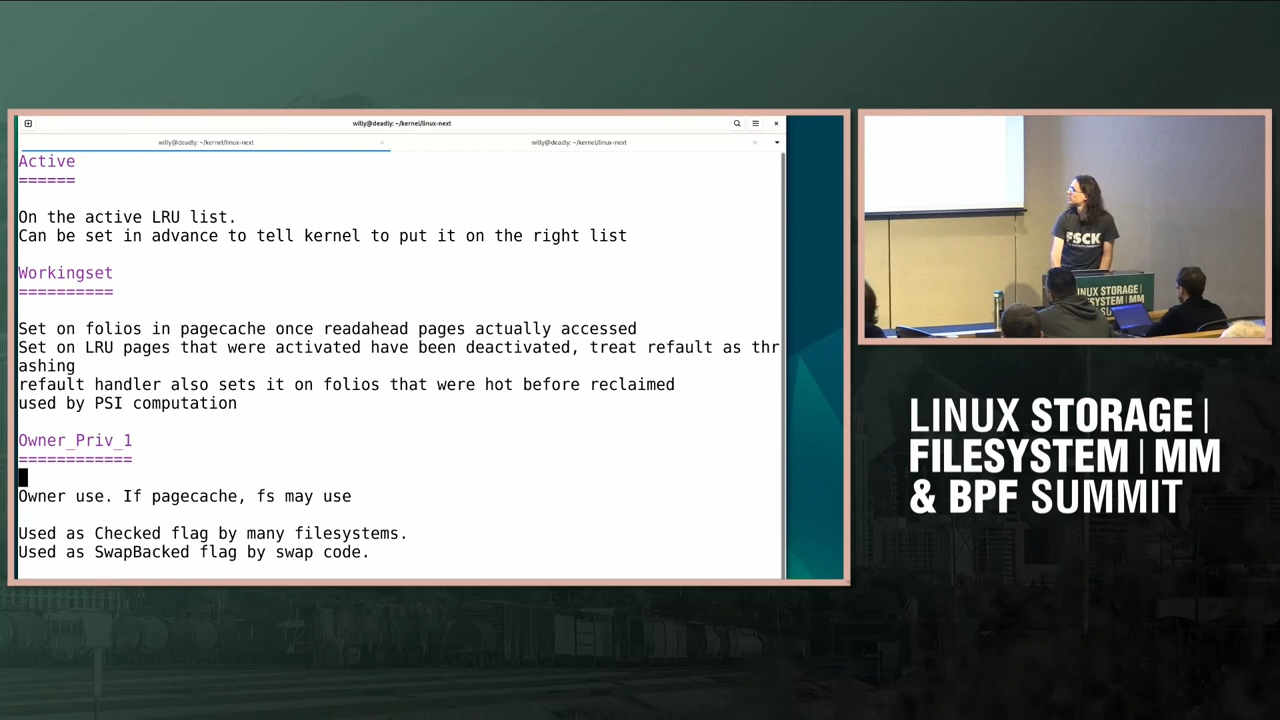 willy@deadly: ~/kernel/linux-next
willy@deadly: ~/kernel/linux-next
willy@deadly: ~/kernel/linux-next
Active
======
On the active LRU list.
Can be set in advance to tell kernel to put it on the right list
Workingset
==========
Set on folios in pagecache once readahead pages actually accessed
Set on LRU pages that were activated have been deactivated, treat refault as thr
ashing
refault handler also sets it on folios that were hot before reclaimed
used by PSI computation
Owner_Priv_1
============
Owner use. If pagecache, fs may use
Used as Checked flag by many filesystems.
Used as SwapBacked flag by swap code.
FSCK
LINUX STORAGE|
MM
LINUX STORAGE|
FILESYSTEM|MM
& BPF SUMMIT